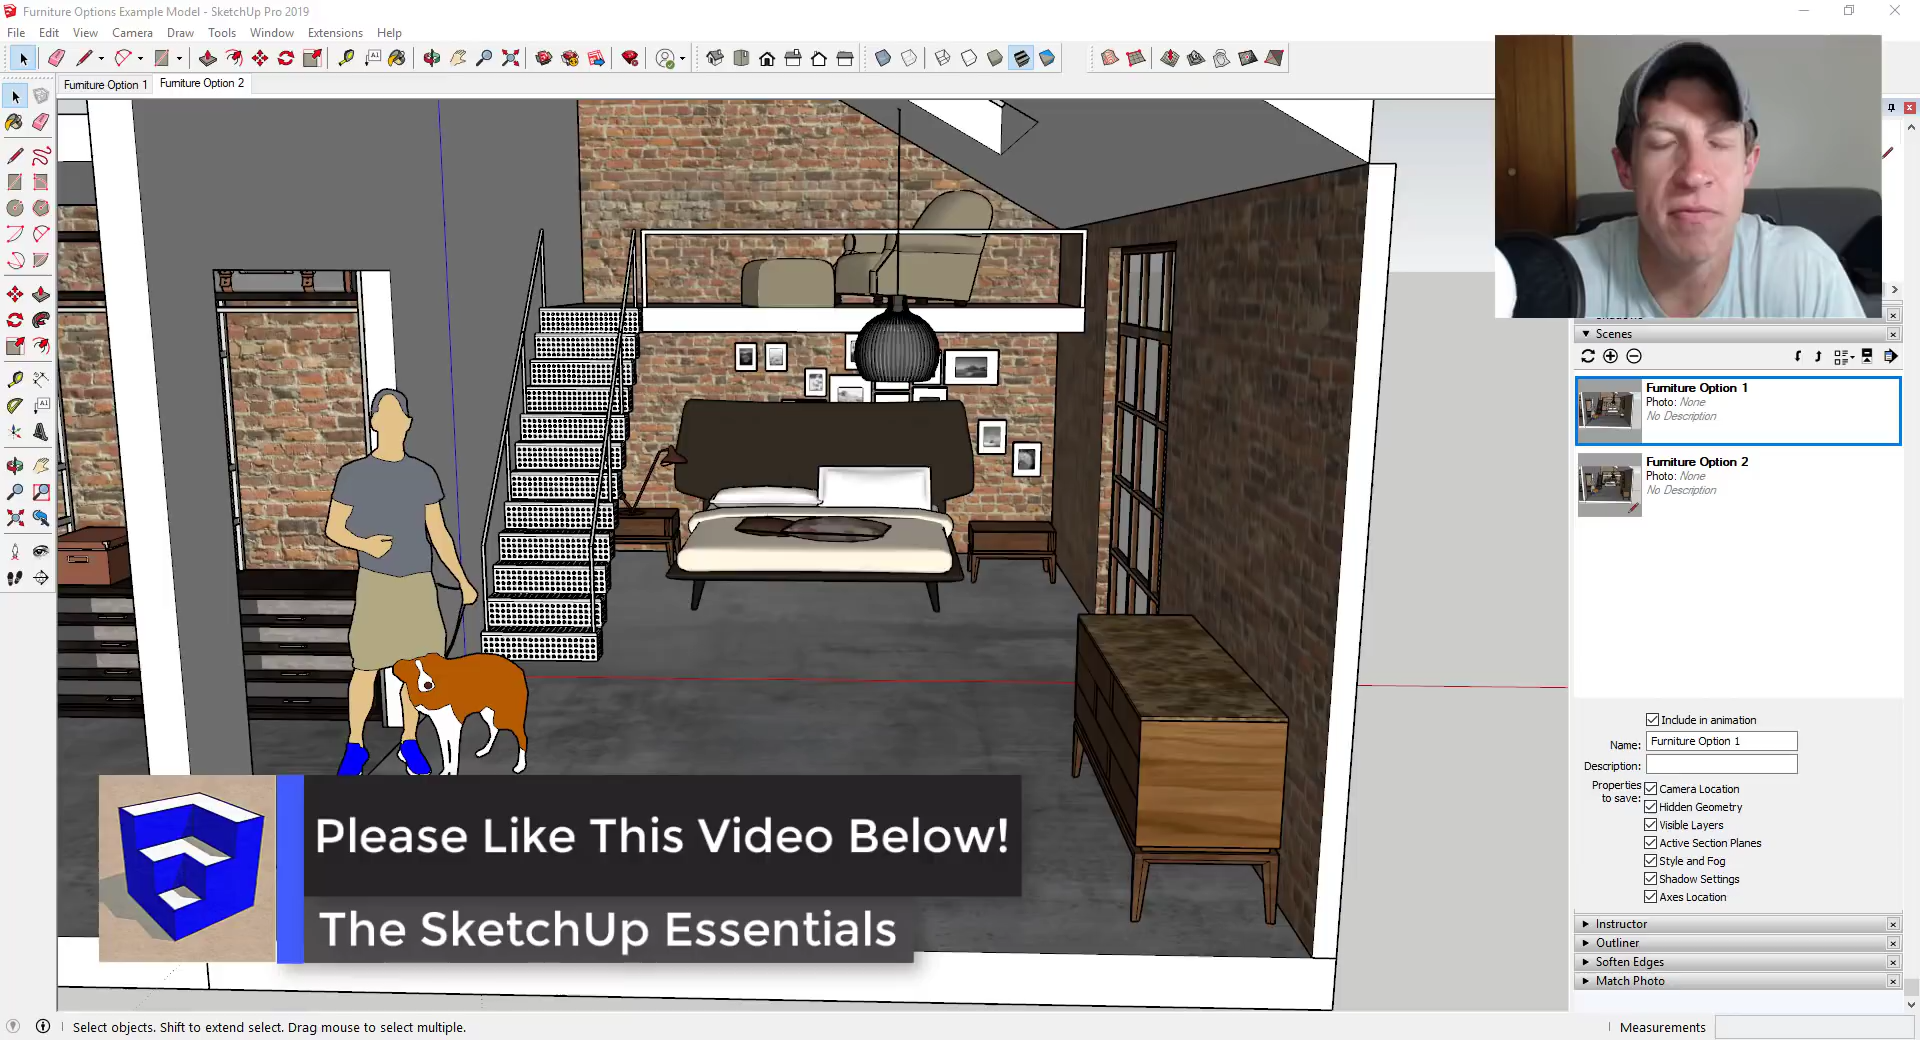 Furniture Options Example Model - SketchUp Pro 2019
File Edit View Camera Draw Tools Window Extensions Help
Furniture Option 1 Furniture Option 2
Scenes
Furniture Option 1
Photo: None
No Description
Furniture Option 2
Photo: None
No Description
Include in animation
Name: Furniture Option 1
Description:
Properties to save:
Camera Location
Hidden Geometry
Visible Layers
Active Section Planes
Style and Fog
Shadow Settings
Axes Location
Instructor
Outliner
Soften Edges
Match Photo
Please Like This Video Below!
The SketchUp Essentials
Select objects. Shift to extend select. Drag mouse to select multiple.
Measurements